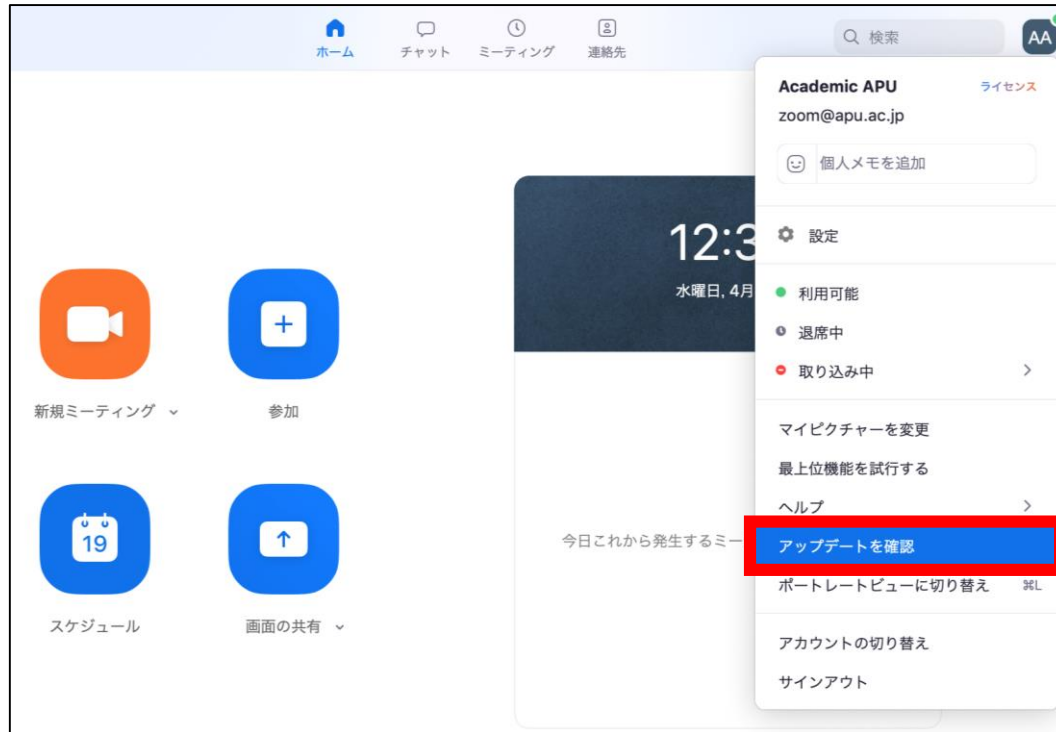 ホーム
チャット
ミーティング
連絡先
検索
AA
Academic APU
ライセンス
zoom@apu.ac.jp
個人メモを追加
設定
12:3
水曜日, 4月
利用可能
退席中
取り込み中
新規ミーティング
参加
マイピクチャーを変更
最上位機能を試行する
ヘルプ
19
今日これから発生するミー
アップデートを確認
ポートレートビューに切り替え ⌘L
スケジュール
画面の共有
アカウントの切り替え
サインアウト